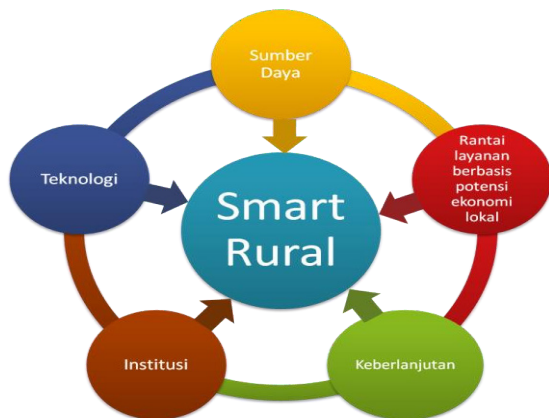 Sumber
Daya
Rantai
layanan
berbasis
potensi
ekonomi
lokal
Teknologi
Smart
Rural
Institusi
Keberlanjutan